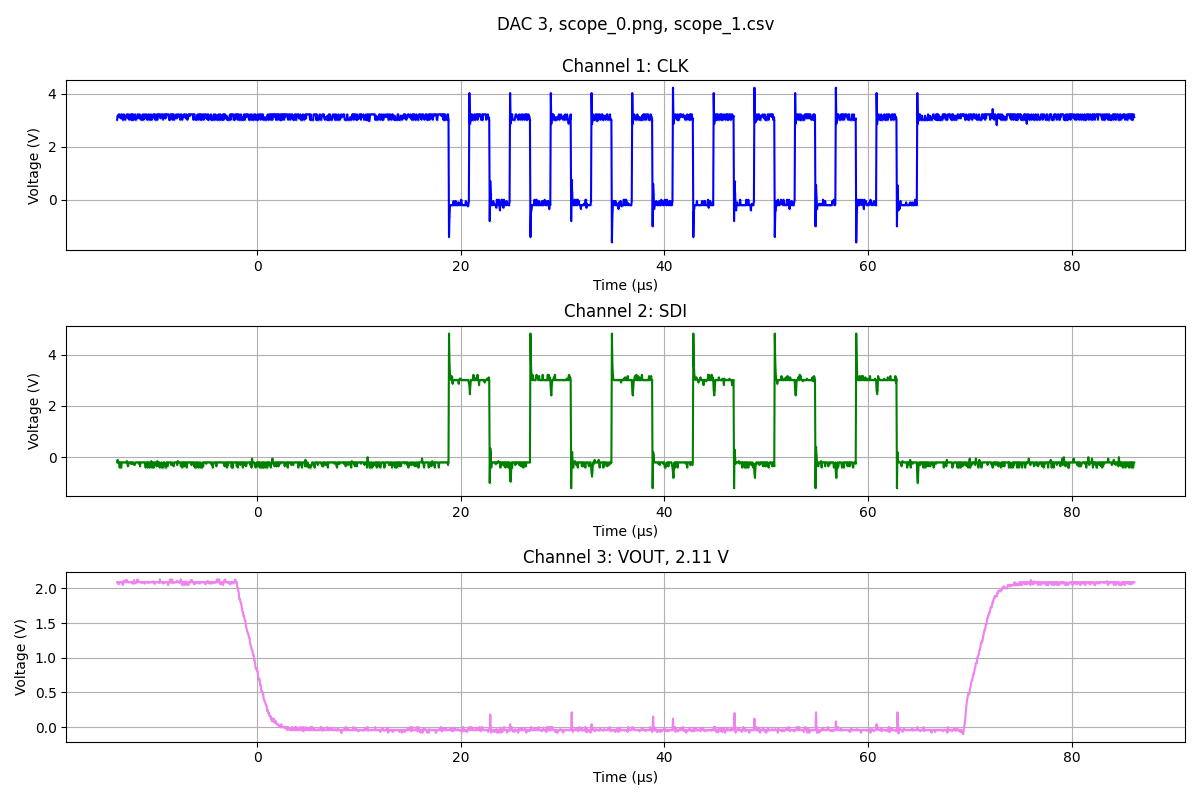 DAC 3, scope_0.png, scope_1.csv
Channel 1: CLK
Voltage (V)
4
2
0
0 20 40 60 80
Time (µs)
Channel 2: SDI
Voltage (V)
4
2
0
0 20 40 60 80
Time (µs)
Channel 3: VOUT, 2.11 V
Voltage (V)
2.0
1.5
1.0
0.5
0.0
0 20 40 60 80
Time (µs)